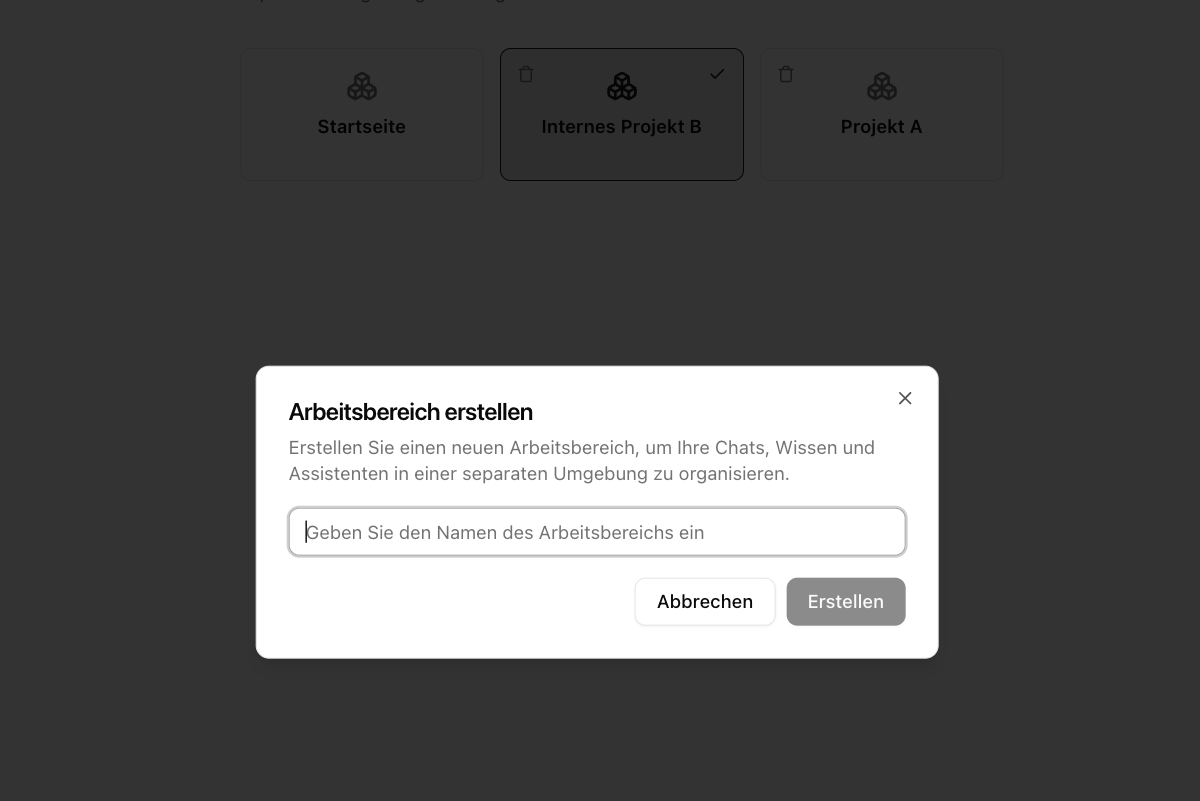 Startseite
Internes Projekt B
Projekt A
Arbeitsbereich erstellen
Erstellen Sie einen neuen Arbeitsbereich, um Ihre Chats, Wissen und
Assistenten in einer separaten Umgebung zu organisieren.
Geben Sie den Namen des Arbeitsbereichs ein
Abbrechen
Erstellen